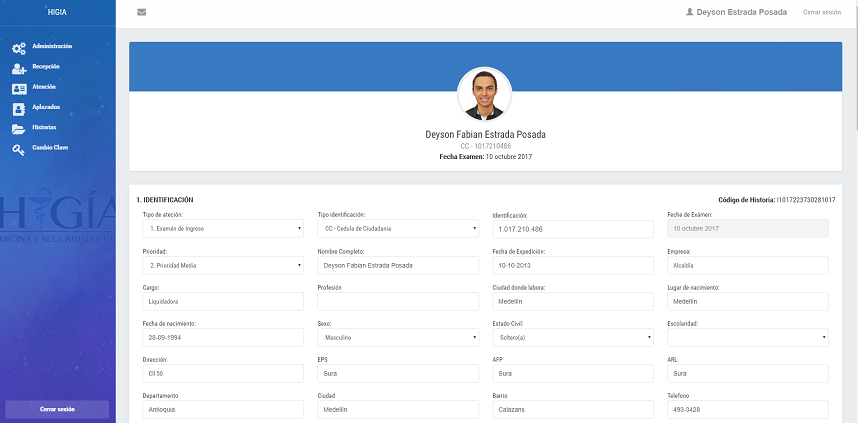 HIGIA
Deyson Estrada Posada
Cerrar sesión
Administración
Recepción
Atención
Aplazados
Historias
Cambio Clave
HIGÍA
DICINA Y SEGURIDAD
Cerrar sesión
Deyson Fabian Estrada Posada
CC - 1017210486
Fecha Examen: 10 octubre 2017
1. IDENTIFICACIÓN
Código de Historia: I1017223730281017
Tipo de ateción: Tipo identificación: Identificación: Fecha de Exámen:
1. Examén de Ingreso CC - Cedula de Ciudadania 1.017.210.486 10 octubre 2017
Prioridad: Nombre Completo: Fecha de Expedición: Empresa:
2. Prioridad Media Deyson Fabian Estrada Posada 10-10-2013 Alcaldia
Cargo: Profesión Ciudad donde labora: Lugar de nacimiento:
Liquidadora Medellín Medellín
Fecha de nacimiento: Sexo: Estado Civil: Escolaridad:
28-09-1994 Masculino Soltero(a)
Dirección: EPS AFP ARL
Cll 50 Sura Sura Sura
Departamento Ciudad Barrio Telefono
Antioquia Medellín Calazans 493-3428